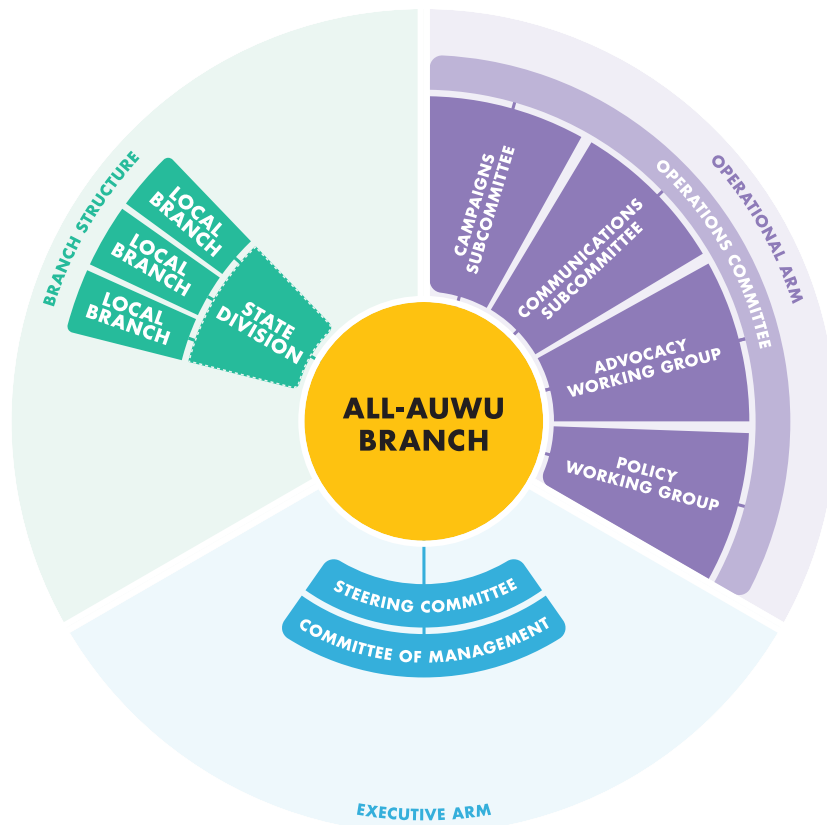 BRANCH STRUCTURE
LOCAL
BRANCH
LOCAL
BRANCH
LOCAL
BRANCH
STATE
DIVISION
CAMPAIGNS
SUBCOMMITTEE
COMMUNICATIONS
SUBCOMMITTEE
ADVOCACY
WORKING GROUP
POLICY
WORKING GROUP
OPERATIONS COMMITTEE
OPERATIONAL ARM
ALL-AUWU
BRANCH
STEERING COMMITTEE
COMMITTEE OF MANAGEMENT
EXECUTIVE ARM